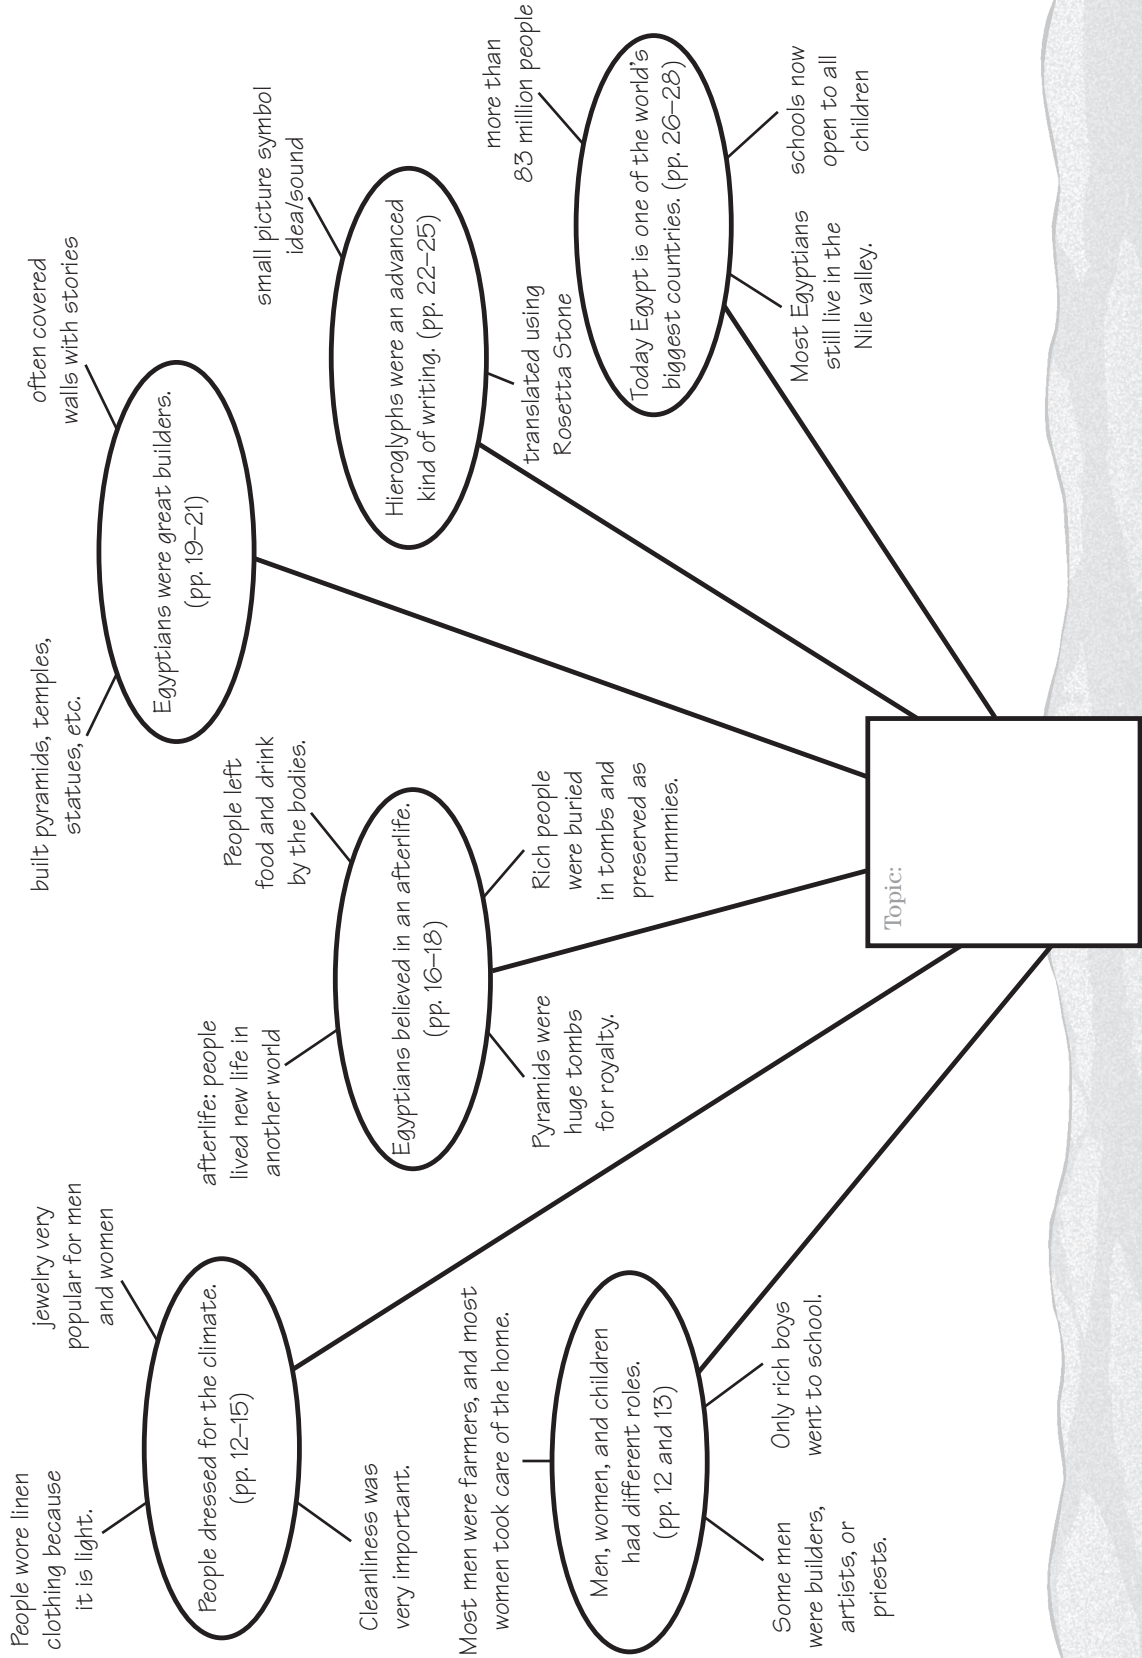 People wore linen
clothing because
it is light.
jewelry very
popular for men
and women
People dressed for the climate.
(pp. 12–15)
Cleanliness was
very important.
Most men were farmers, and most
women took care of the home.
Men, women, and children
had different roles.
(pp. 12 and 13)
Some men
were builders,
artists, or
priests.
Only rich boys
went to school.
afterlife: people
lived new life in
another world
People left
food and drink
by the bodies.
Egyptians believed in an afterlife.
(pp. 16–18)
Pyramids were
huge tombs
for royalty.
Rich people
were buried
in tombs and
preserved as
mummies.
built pyramids, temples,
statues, etc.
often covered
walls with stories
Egyptians were great builders.
(pp. 19–21)
small picture symbol
idea/sound
Hieroglyphs were an advanced
kind of writing. (pp. 22–25)
translated using
Rosetta Stone
more than
83 million people
Today Egypt is one of the world's
biggest countries. (pp. 26–28)
Most Egyptians
still live in the
Nile valley.
schools now
open to all
children
Topic: